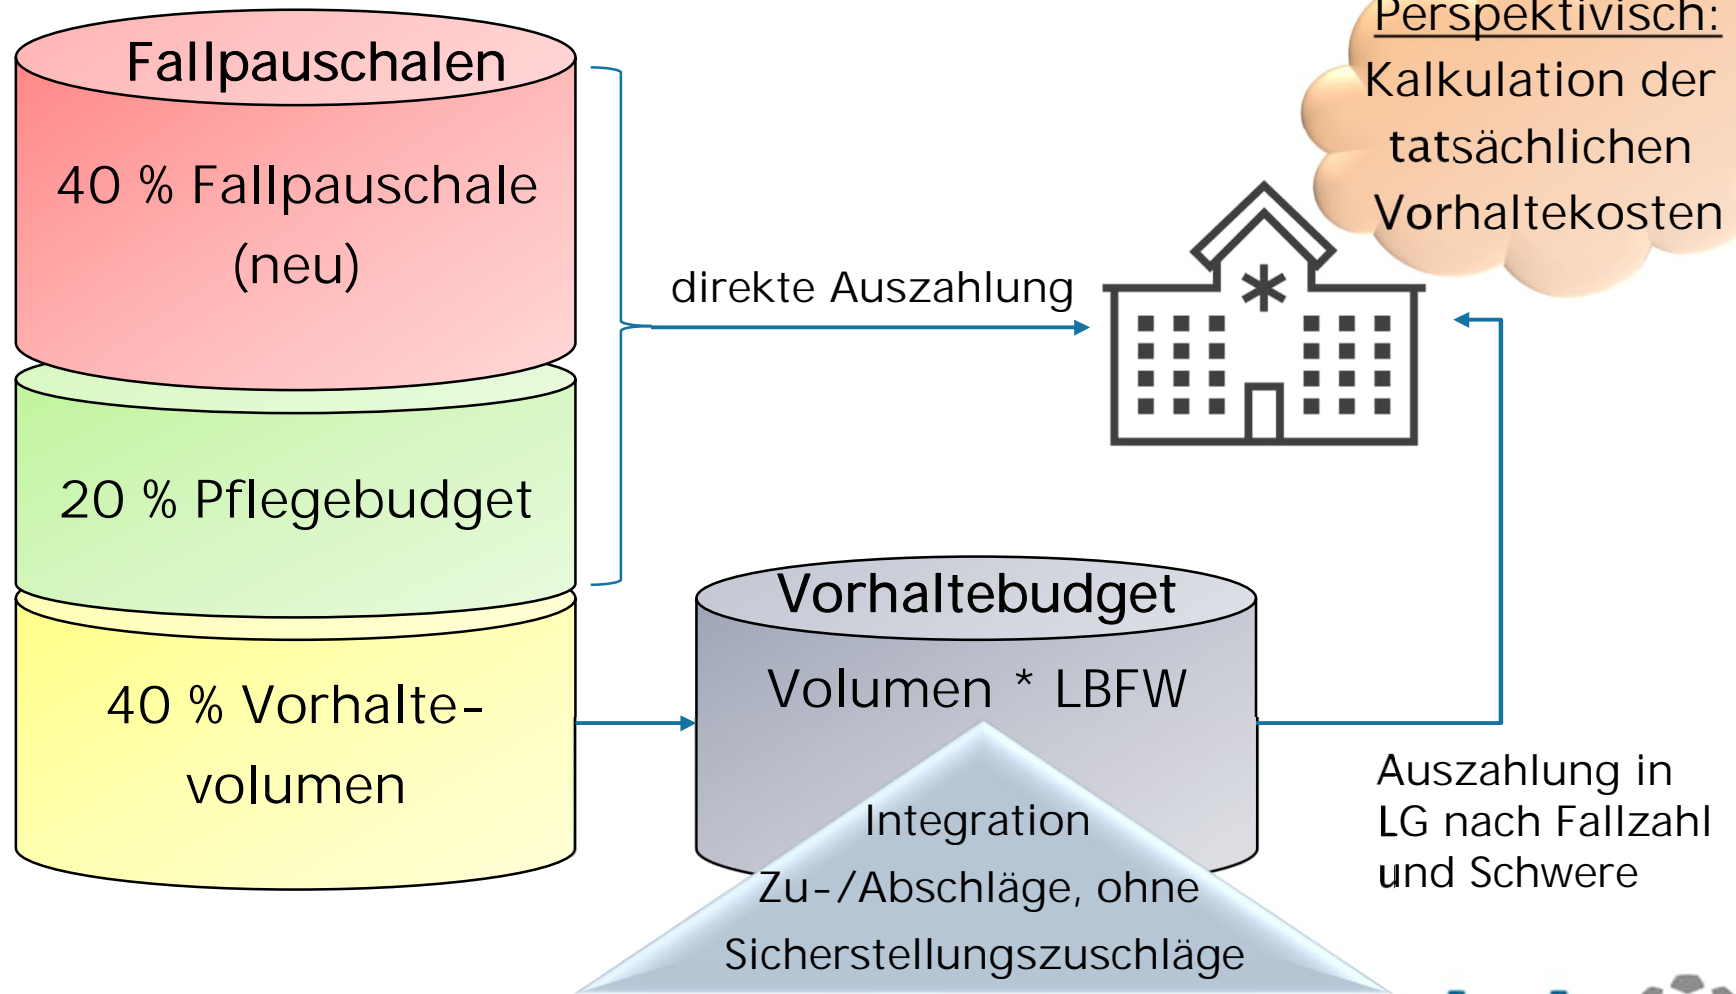 Fallpauschalen
40 % Fallpauschale
(neu)
20 % Pflegebudget
40 % Vorhalte-
volumen
direkte Auszahlung
Perspektivisch:
Kalkulation der
tatsächlichen
Vorhaltekosten
Vorhaltebudget
Volumen * LBFW
Integration
Zu-/Abschläge, ohne
Sicherstellungszuschläge
Auszahlung in
LG nach Fallzahl
und Schwere